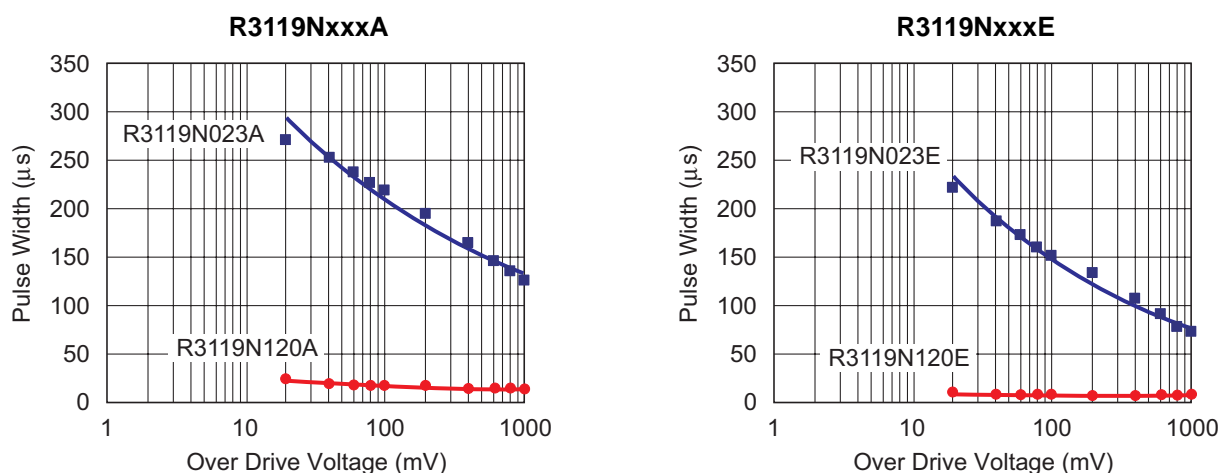 R3119NxxxA
350
300
250
200
150
100
50
0
Pulse Width (μs)
R3119N023A
R3119N120A
1
10
100
1000
Over Drive Voltage (mV)
R3119NxxxE
350
300
250
200
150
100
50
0
Pulse Width (μs)
R3119N023E
R3119N120E
1
10
100
1000
Over Drive Voltage (mV)